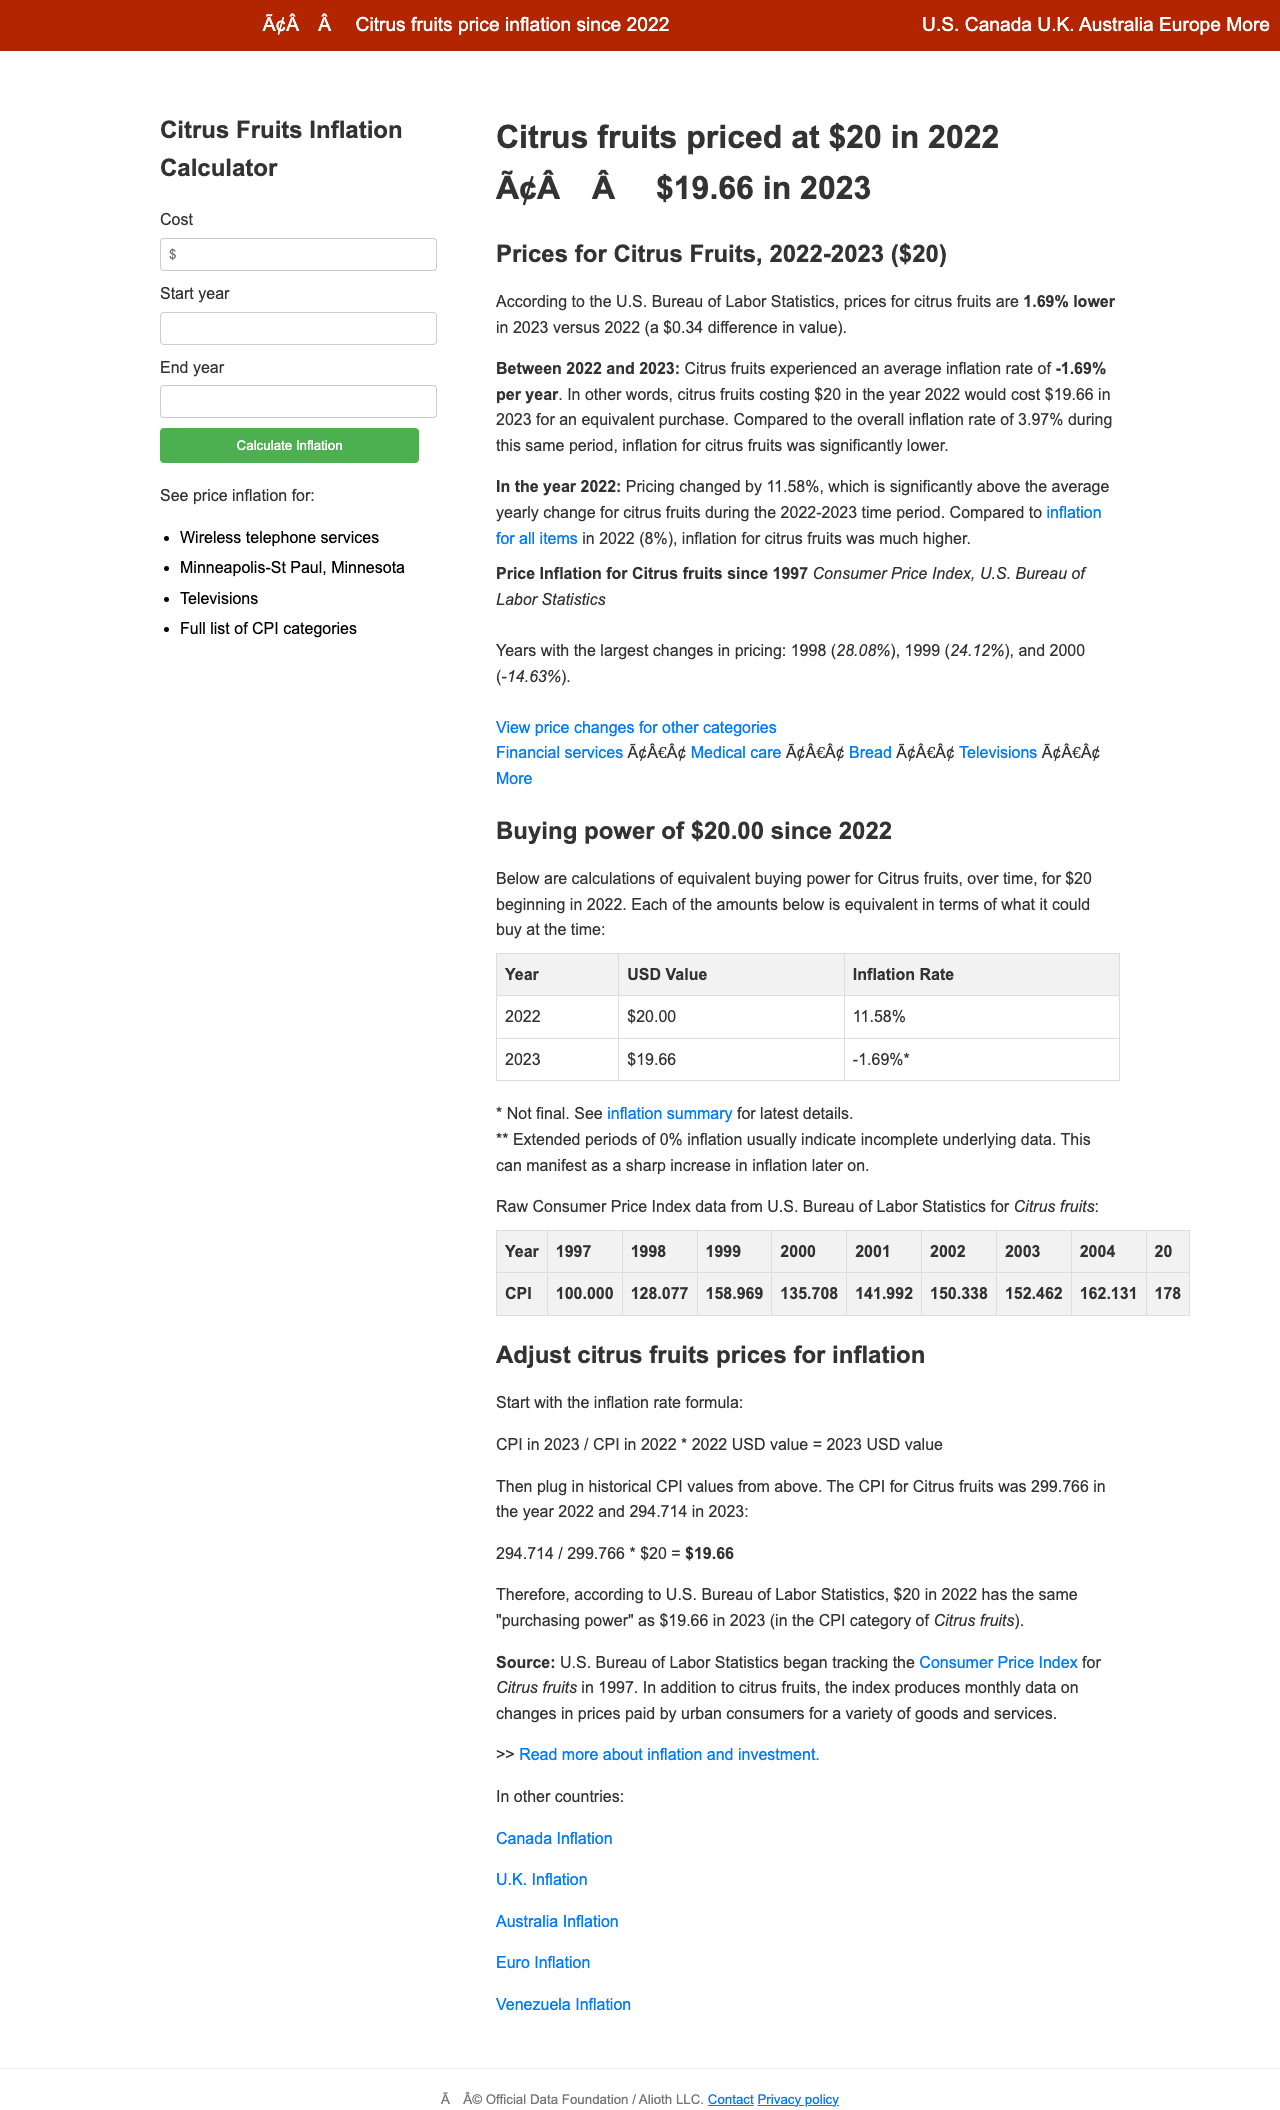 Ã¢Â Â Citrus fruits price inflation since 2022
U.S. Canada U.K. Australia Europe More
Citrus Fruits Inflation
Calculator
Cost
$
Start year
End year
Calculate Inflation
See price inflation for:
• Wireless telephone services
• Minneapolis-St Paul, Minnesota
• Televisions
• Full list of CPI categories
Citrus fruits priced at $20 in 2022
Ã¢Â Â $19.66 in 2023
Prices for Citrus Fruits, 2022-2023 ($20)
According to the U.S. Bureau of Labor Statistics, prices for citrus fruits are 1.69% lower
in 2023 versus 2022 (a $0.34 difference in value).
Between 2022 and 2023: Citrus fruits experienced an average inflation rate of -1.69%
per year. In other words, citrus fruits costing $20 in the year 2022 would cost $19.66 in
2023 for an equivalent purchase. Compared to the overall inflation rate of 3.97% during
this same period, inflation for citrus fruits was significantly lower.
In the year 2022: Pricing changed by 11.58%, which is significantly above the average
yearly change for citrus fruits during the 2022-2023 time period. Compared to inflation
for all items in 2022 (8%), inflation for citrus fruits was much higher.
Price Inflation for Citrus fruits since 1997 Consumer Price Index, U.S. Bureau of
Labor Statistics
Years with the largest changes in pricing: 1998 (28.08%), 1999 (24.12%), and 2000
(-14.63%).
View price changes for other categories
Financial services Ã¢Â€Â¢ Medical care Ã¢Â€Â¢ Bread Ã¢Â€Â¢ Televisions Ã¢Â€Â¢
More
Buying power of $20.00 since 2022
Below are calculations of equivalent buying power for Citrus fruits, over time, for $20
beginning in 2022. Each of the amounts below is equivalent in terms of what it could
buy at the time:
Year USD Value Inflation Rate
2022 $20.00 11.58%
2023 $19.66 -1.69%*
* Not final. See inflation summary for latest details.
** Extended periods of 0% inflation usually indicate incomplete underlying data. This
can manifest as a sharp increase in inflation later on.
Raw Consumer Price Index data from U.S. Bureau of Labor Statistics for Citrus fruits:
Year 1997 1998 1999 2000 2001 2002 2003 2004 20
CPI 100.000 128.077 158.969 135.708 141.992 150.338 152.462 162.131 178
Adjust citrus fruits prices for inflation
Start with the inflation rate formula:
CPI in 2023 / CPI in 2022 * 2022 USD value = 2023 USD value
Then plug in historical CPI values from above. The CPI for Citrus fruits was 299.766 in
the year 2022 and 294.714 in 2023:
294.714 / 299.766 * $20 = $19.66
Therefore, according to U.S. Bureau of Labor Statistics, $20 in 2022 has the same
"purchasing power" as $19.66 in 2023 (in the CPI category of Citrus fruits).
Source: U.S. Bureau of Labor Statistics began tracking the Consumer Price Index for
Citrus fruits in 1997. In addition to citrus fruits, the index produces monthly data on
changes in prices paid by urban consumers for a variety of goods and services.
>> Read more about inflation and investment.
In other countries:
Canada Inflation
U.K. Inflation
Australia Inflation
Euro Inflation
Venezuela Inflation
Ã Â© Official Data Foundation / Alioth LLC. Contact Privacy policy